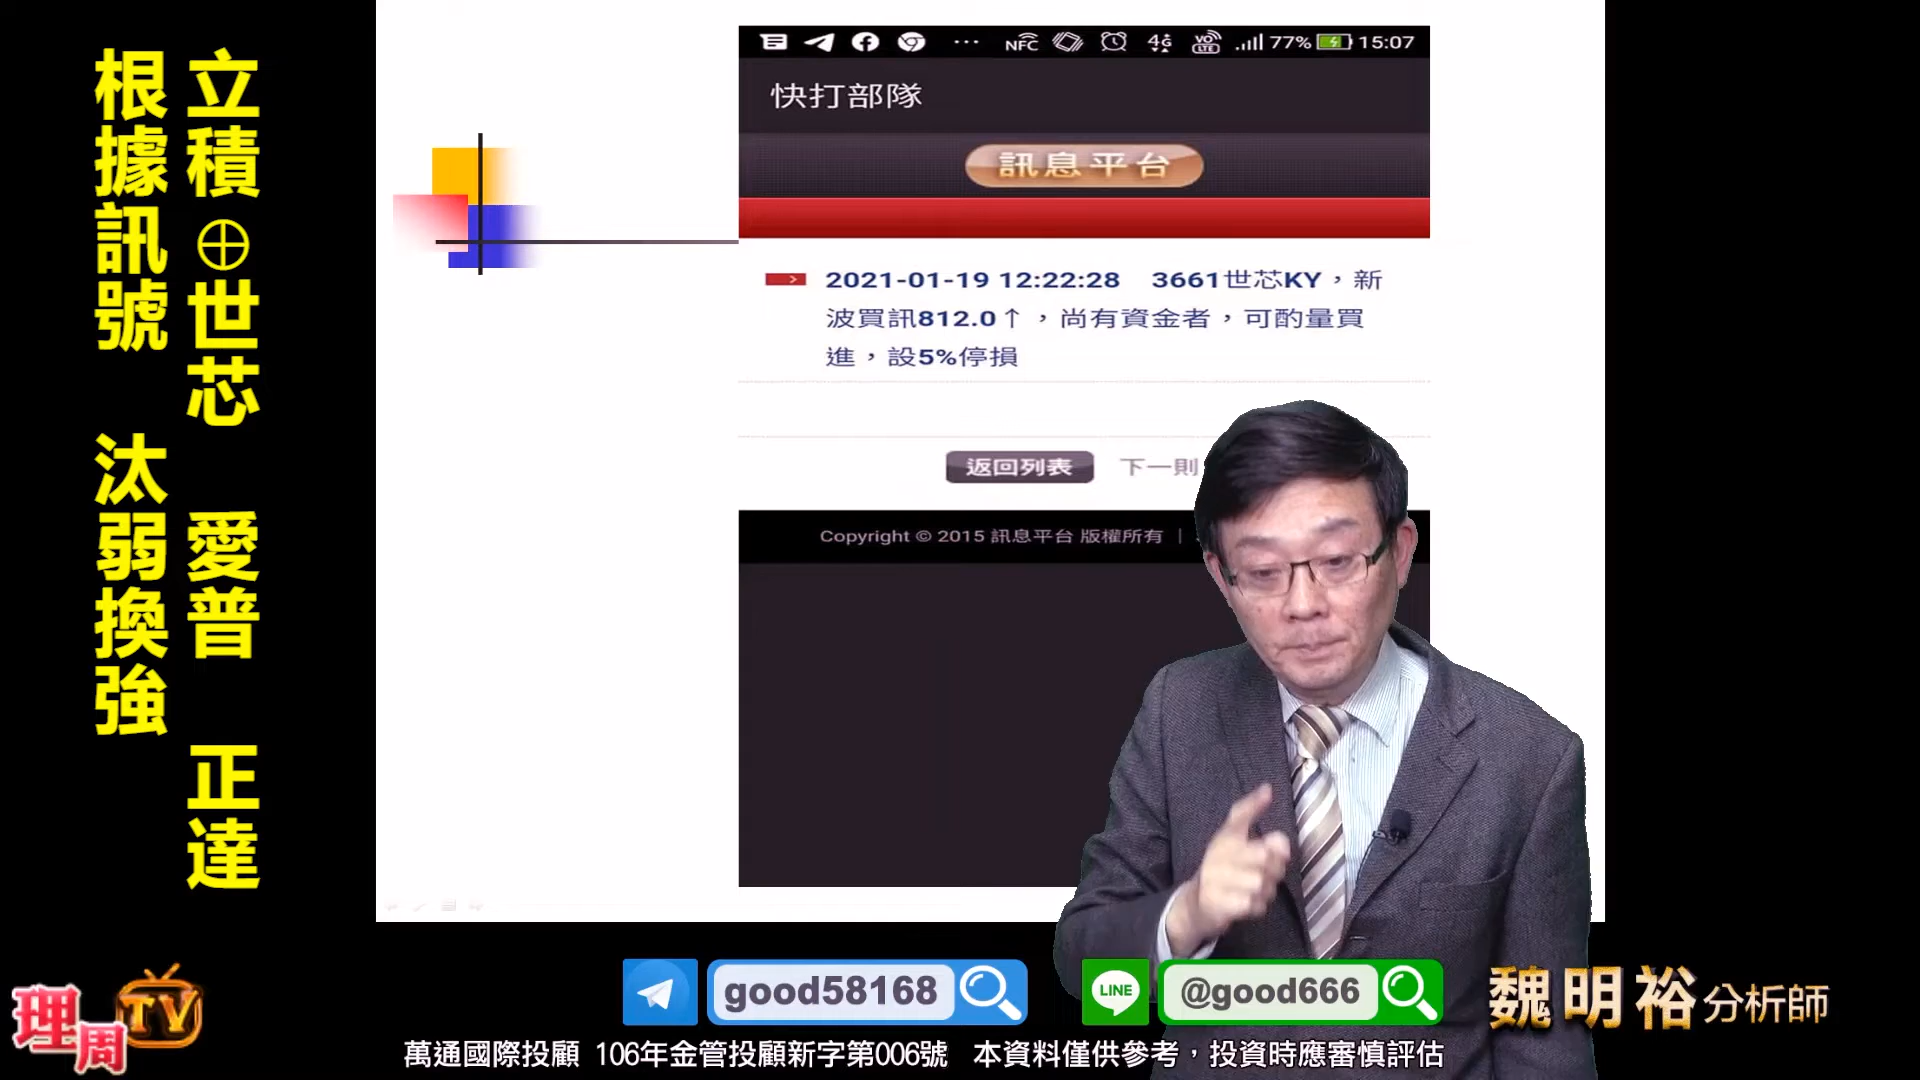 立積⊕世芯 愛普 正達
根據訊號 汰弱換強
NFC 4G VO LTE 77% 15:07
快打部隊
訊息平台
2021-01-19 12:22:28 3661世芯KY，新
波買訊812.0↑，尚有資金者，可酌量買
進，設5%停損
返回列表 下一則
Copyright © 2015 訊息平台 版權所有 |
good58168
LINE @good666
魏明裕分析師
理周TV
萬通國際投顧 106年金管投顧新字第006號 本資料僅供參考，投資時應審慎評估